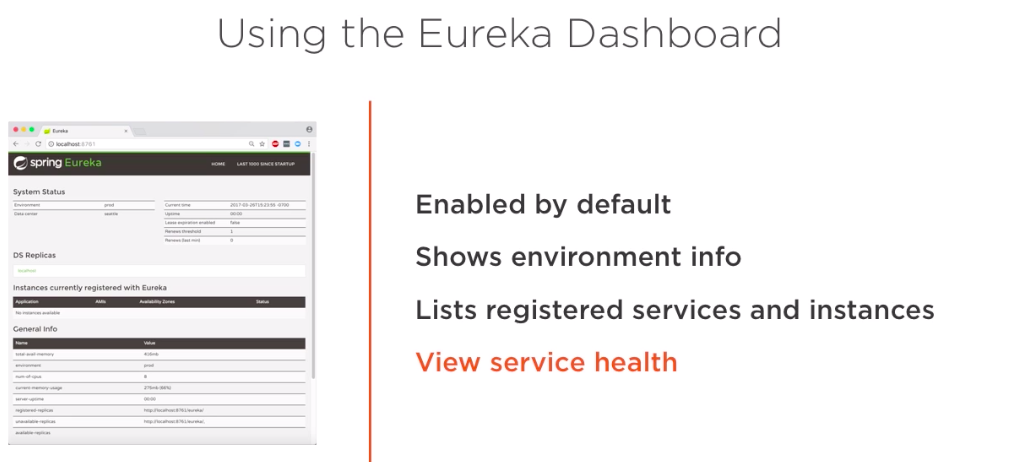 Using the Eureka Dashboard
Eureka
localhost:8761
spring Eureka
HOME LAST 1000 SINCE STARTUP
System Status
Environment prod
Data center seattle
Current time 2017-02-26T15:23:50 -0700
Uptime 00:00
Lease expiration enabled false
Renews threshold 1
Renews (last min) 0
DS Replicas
localhost
Instances currently registered with Eureka
Application AMIs Availability Zones Status
No instances available
General Info
Name Value
total-avail-memory
environment prod
num-of-cpus 8
current-memory-usage
server-uptime 00:00
registered-replicas http://localhost:8761/eureka/
unavailable-replicas http://localhost:8761/eureka/,
available-replicas
Enabled by default
Shows environment info
Lists registered services and instances
View service health